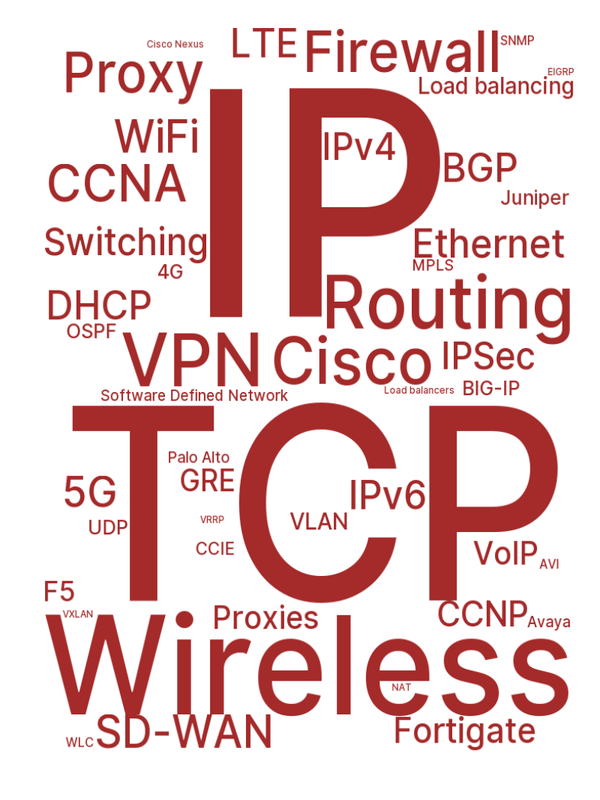 Cisco Nexus
LTE
Firewall
SNMP
Proxy
EIGRP
Load balancing
IP
WiFi
IPv4
BGP
CCNA
Juniper
Switching
Ethernet
4G
MPLS
DHCP
Routing
OSPF
VPN
Cisco
IPSec
Software Defined Network
Load balancers
BIG-IP
TCP
Palo Alto
5G
GRE
IPv6
UDP
VRRP
VLAN
CCIE
VoIP
AVI
F5
VXLAN
Proxies
CCNP
Avaya
Wireless
NAT
WLC
SD-WAN
Fortigate